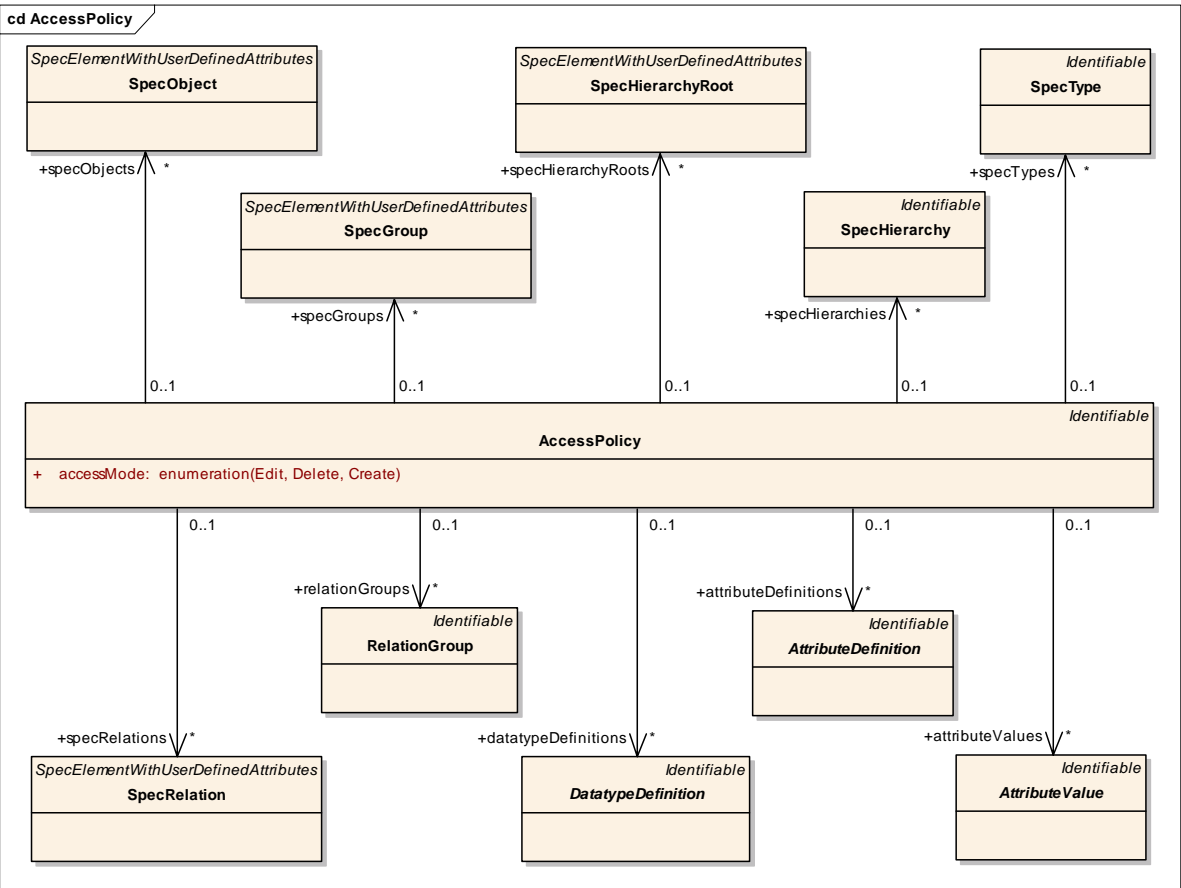 cd AccessPolicy
SpecElementWithUserDefinedAttributes
SpecObject
SpecElementWithUserDefinedAttributes
SpecHierarchyRoot
Identifiable
SpecType
+specObjects *
+specHierarchyRoots *
+specTypes *
SpecElementWithUserDefinedAttributes
SpecGroup
Identifiable
SpecHierarchy
+specGroups *
+specHierarchies *
0..1
0..1
0..1
0..1
0..1
Identifiable
AccessPolicy
+ accessMode: enumeration(Edit, Delete, Create)
0..1
0..1
0..1
0..1
0..1
+relationGroups *
+attributeDefinitions *
Identifiable
RelationGroup
Identifiable
AttributeDefinition
+specRelations *
+datatypeDefinitions *
+attributeValues *
SpecElementWithUserDefinedAttributes
SpecRelation
Identifiable
DatatypeDefinition
Identifiable
AttributeValue